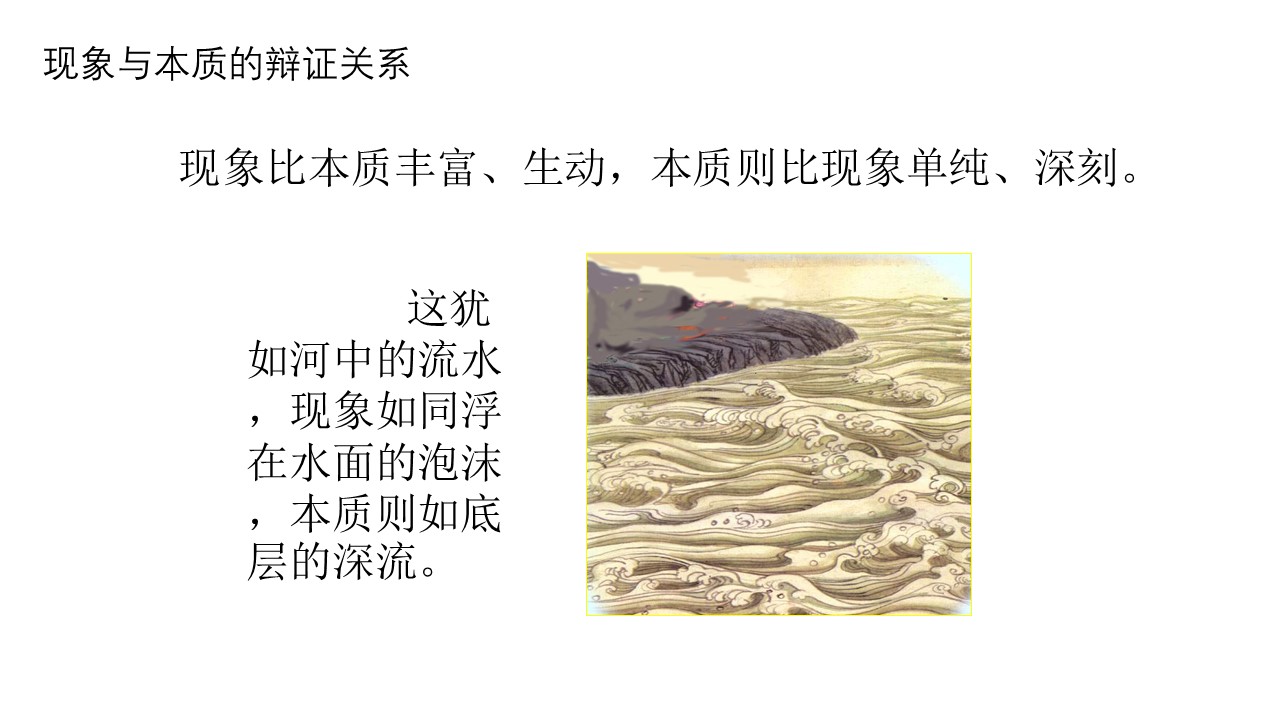 现象与本质的辩证关系
现象比本质丰富、生动，本质则比现象单纯、深刻。
这犹
如河中的流水
，现象如同浮
在水面的泡沫
，本质则如底
层的深流。